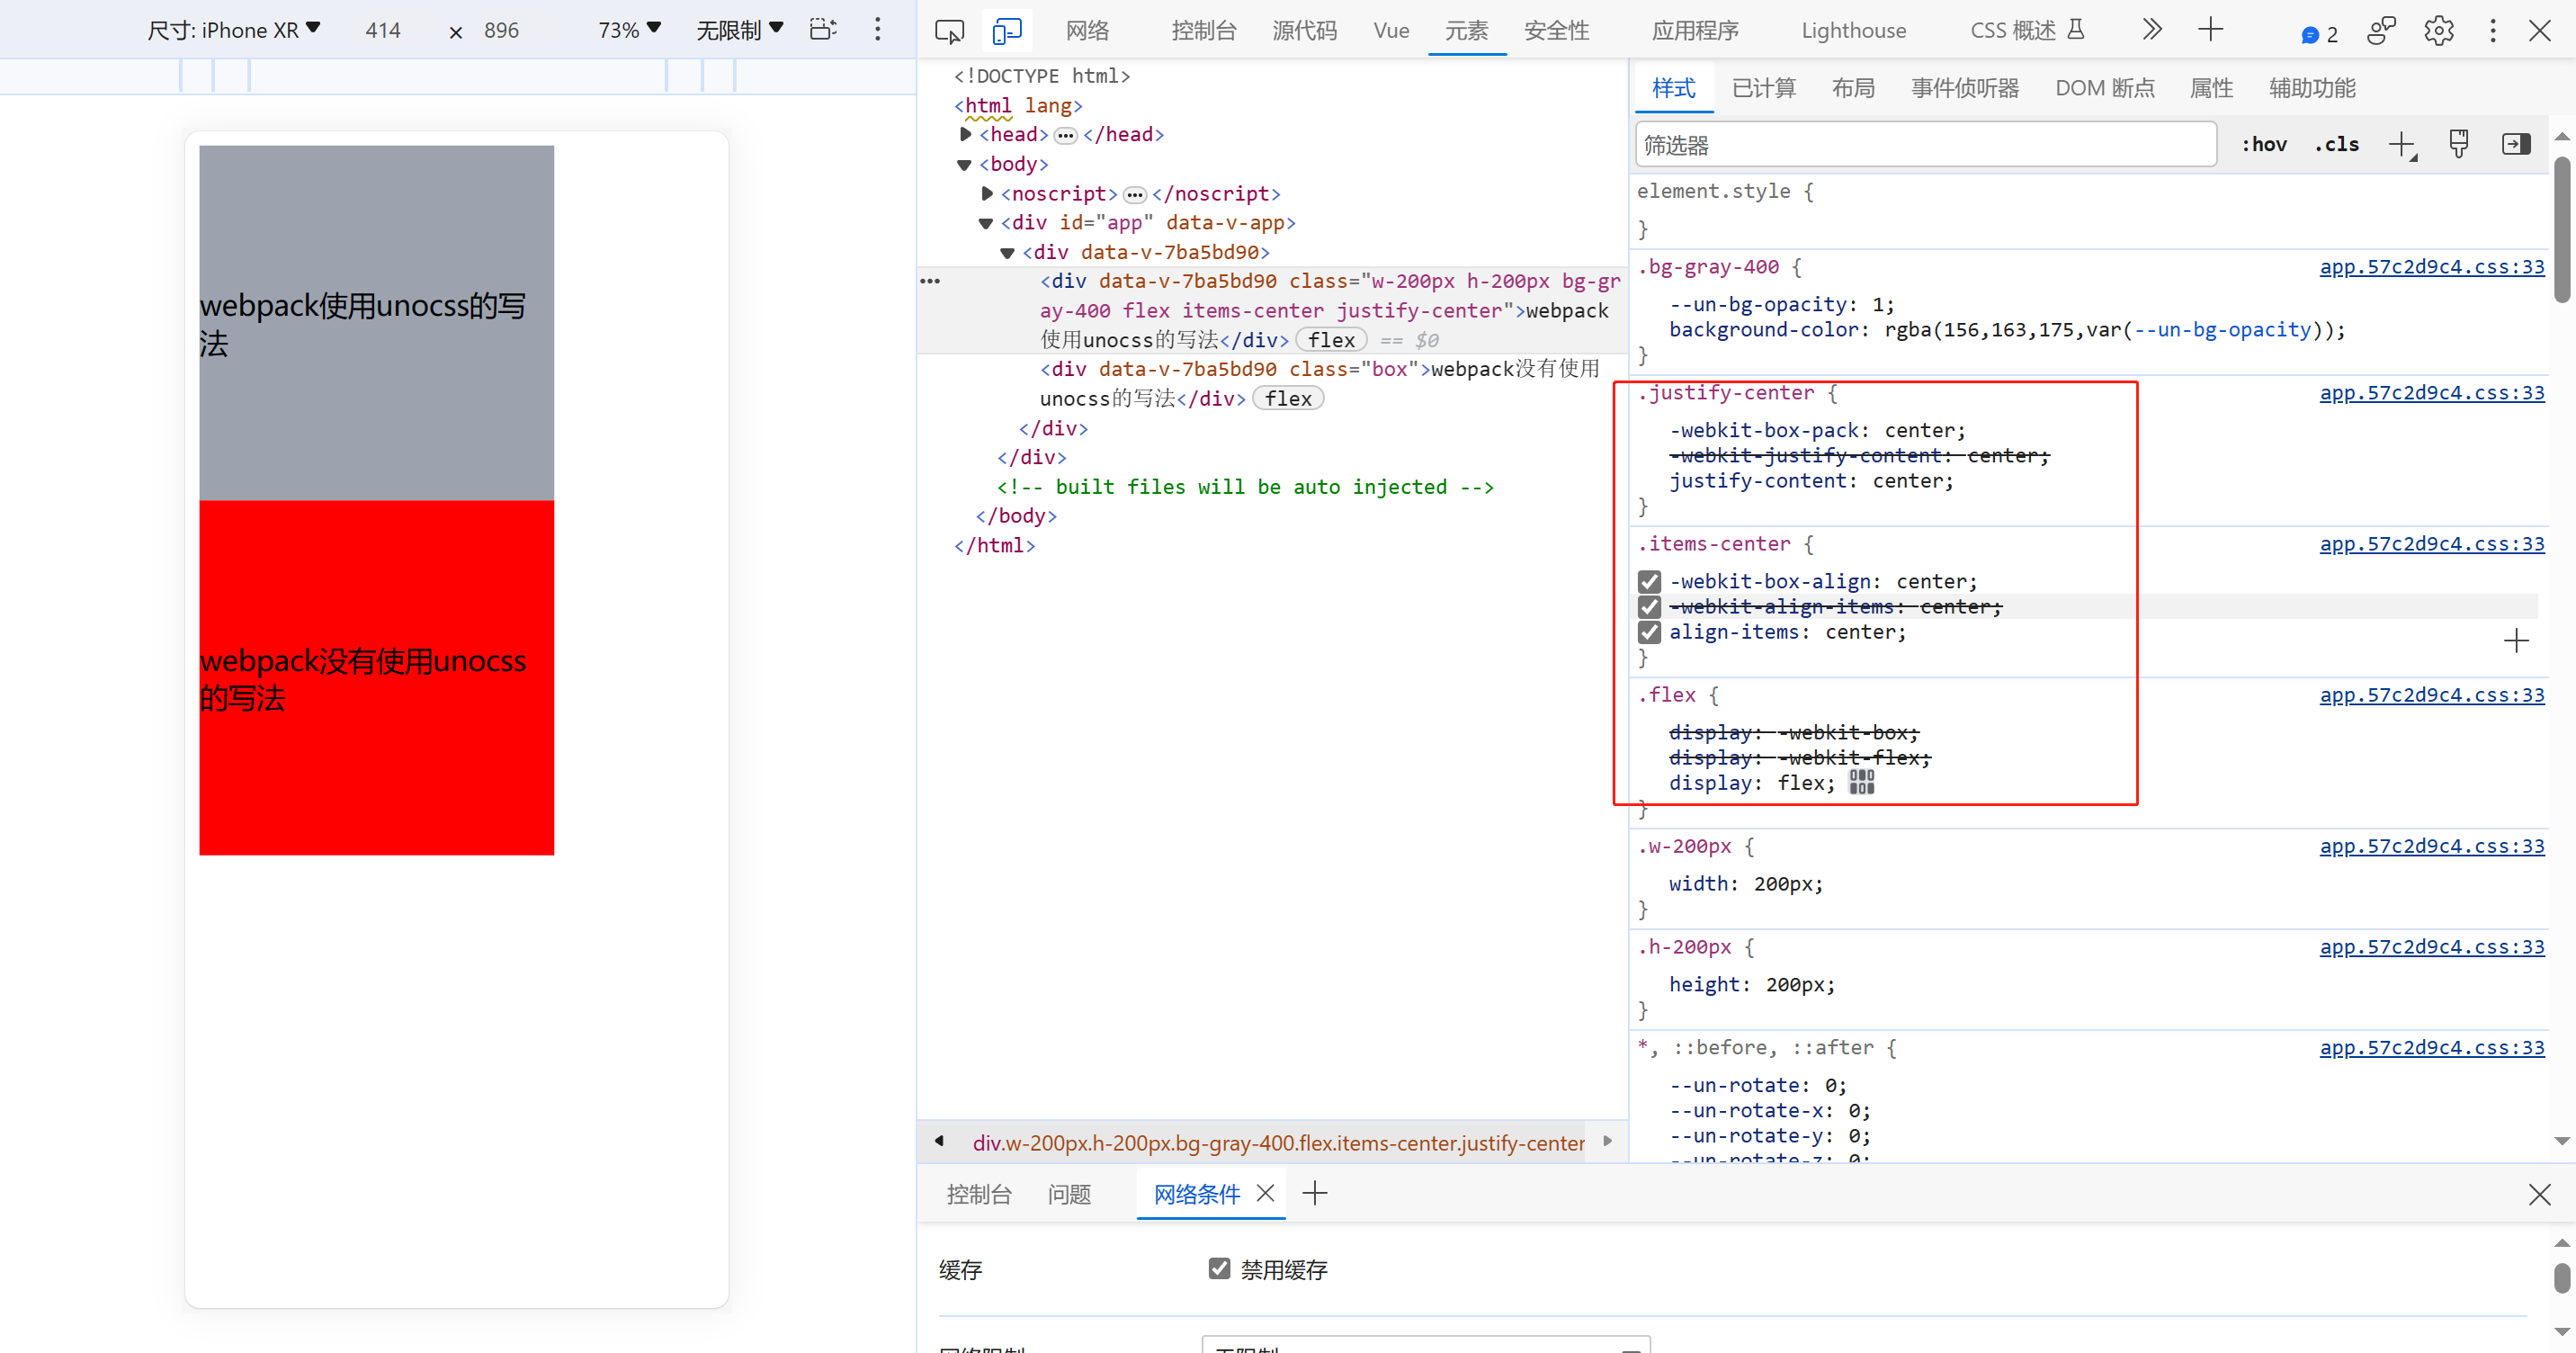 尺寸: iPhone XR 414 × 896 73% 无限制
网络 控制台 源代码 Vue 元素 安全性 应用程序 Lighthouse CSS 概述 2
webpack使用unocss的写
法
webpack没有使用unocss
的写法
<!DOCTYPE html>
<html lang>
<head> ••• </head>
<body>
<noscript> ••• </noscript>
<div id="app" data-v-app>
<div data-v-7ba5bd90>
••• <div data-v-7ba5bd90 class="w-200px h-200px bg-gr
ay-400 flex items-center justify-center">webpack
使用unocss的写法</div> flex == $0
<div data-v-7ba5bd90 class="box">webpack没有使用
unocss的写法</div> flex
</div>
</div>
<!-- built files will be auto injected -->
</body>
</html>
div.w-200px.h-200px.bg-gray-400.flex.items-center.justify-center
样式 已计算 布局 事件侦听器 DOM 断点 属性 辅助功能
筛选器 :hov .cls
element.style {
}
.bg-gray-400 { app.57c2d9c4.css:33
--un-bg-opacity: 1;
background-color: rgba(156,163,175,var(--un-bg-opacity));
}
.justify-center { app.57c2d9c4.css:33
-webkit-box-pack: center;
-webkit-justify-content: center;
justify-content: center;
}
.items-center { app.57c2d9c4.css:33
-webkit-box-align: center;
-webkit-align-items: center;
align-items: center;
}
.flex { app.57c2d9c4.css:33
display: -webkit-box;
display: -webkit-flex;
display: flex;
}
.w-200px { app.57c2d9c4.css:33
width: 200px;
}
.h-200px { app.57c2d9c4.css:33
height: 200px;
}
*, ::before, ::after { app.57c2d9c4.css:33
--un-rotate: 0;
--un-rotate-x: 0;
--un-rotate-y: 0;
--un-rotate-z: 0;
控制台 问题 网络条件
缓存 禁用缓存